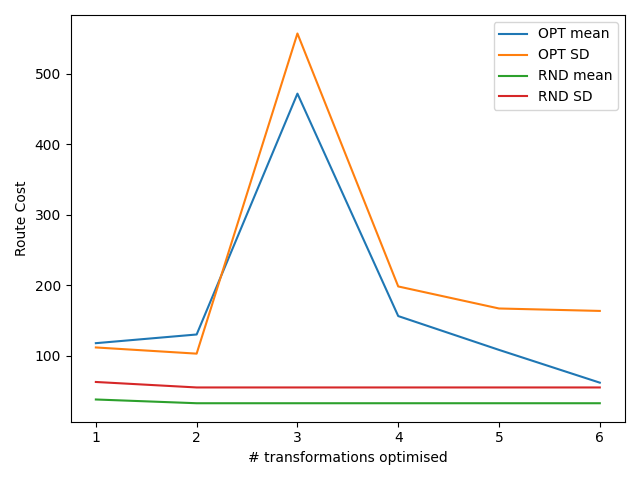 OPT mean
OPT SD
RND mean
RND SD
500
400
300
200
100
Route Cost
1 2 3 4 5 6
# transformations optimised